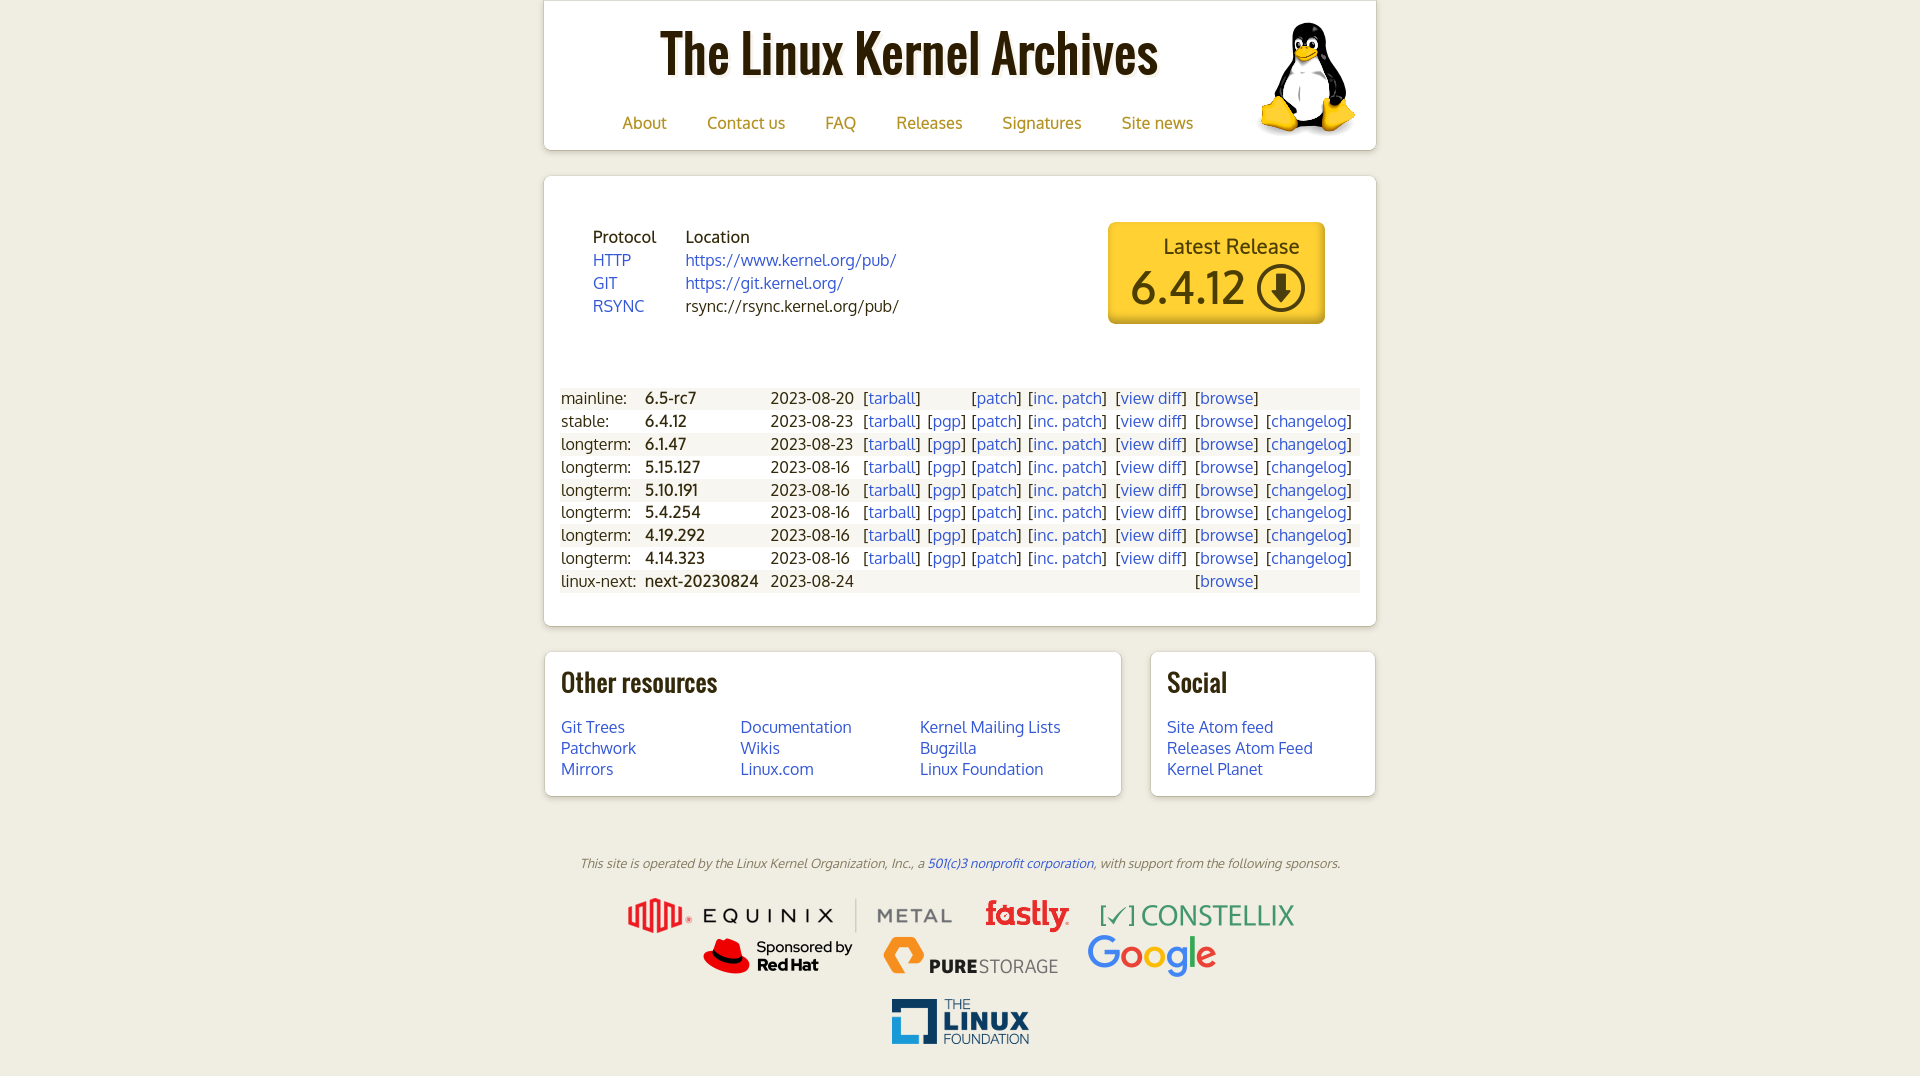 The Linux Kernel Archives
About Contact us FAQ Releases Signatures Site news
Protocol Location
HTTP https://www.kernel.org/pub/
GIT https://git.kernel.org/
RSYNC rsync://rsync.kernel.org/pub/
Latest Release
6.4.12
mainline: 6.5-rc7 2023-08-20 [tarball] [patch] [inc. patch] [view diff] [browse]
stable: 6.4.12 2023-08-23 [tarball] [pgp] [patch] [inc. patch] [view diff] [browse] [changelog]
longterm: 6.1.47 2023-08-23 [tarball] [pgp] [patch] [inc. patch] [view diff] [browse] [changelog]
longterm: 5.15.127 2023-08-16 [tarball] [pgp] [patch] [inc. patch] [view diff] [browse] [changelog]
longterm: 5.10.191 2023-08-16 [tarball] [pgp] [patch] [inc. patch] [view diff] [browse] [changelog]
longterm: 5.4.254 2023-08-16 [tarball] [pgp] [patch] [inc. patch] [view diff] [browse] [changelog]
longterm: 4.19.292 2023-08-16 [tarball] [pgp] [patch] [inc. patch] [view diff] [browse] [changelog]
longterm: 4.14.323 2023-08-16 [tarball] [pgp] [patch] [inc. patch] [view diff] [browse] [changelog]
linux-next: next-20230824 2023-08-24 [browse]
Other resources
Git Trees Documentation Kernel Mailing Lists
Patchwork Wikis Bugzilla
Mirrors Linux.com Linux Foundation
Social
Site Atom feed
Releases Atom Feed
Kernel Planet
This site is operated by the Linux Kernel Organization, Inc., a 501(c)3 nonprofit corporation, with support from the following sponsors.
EQUINIX METAL fastly [✓] CONSTELLIX
Sponsored by
Red Hat
PURESTORAGE
Google
THE
LINUX
FOUNDATION